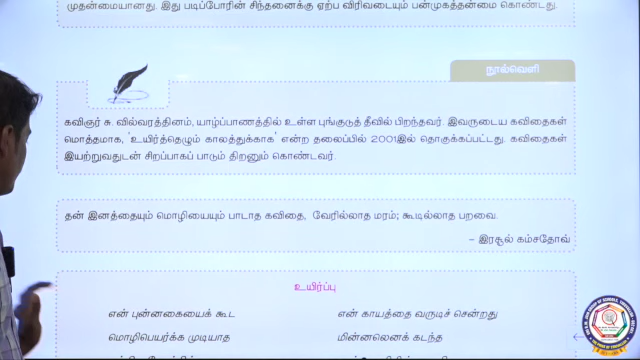 முதன்மையானது. இது படிப்போரின் சிந்தனைக்கு ஏற்ப விரிவடையும் பன்முகத்தன்மை கொண்டது.
நூல்வெளி
கவிஞர் சு. வில்வரத்தினம், யாழ்ப்பாணத்தில் உள்ள புங்குடுத் தீவில் பிறந்தவர். இவருடைய கவிதைகள்
மொத்தமாக, 'உயிர்த்தெழும் காலத்துக்காக' என்ற தலைப்பில் 2001இல் தொகுக்கப்பட்டது. கவிதைகள்
இயற்றுவதுடன் சிறப்பாகப் பாடும் திறனும் கொண்டவர்.
தன் இனத்தையும் மொழியையும் பாடாத கவிதை, வேரில்லாத மரம்; கூடில்லாத பறவை.
– இரசூல் கம்சதோவ்
உயிர்ப்பு
என் புன்னகையைக் கூட
என் காயத்தை வருடிச் சென்றது
மொழிபெயர்க்க முடியாத
மின்னலெனக் கடந்த